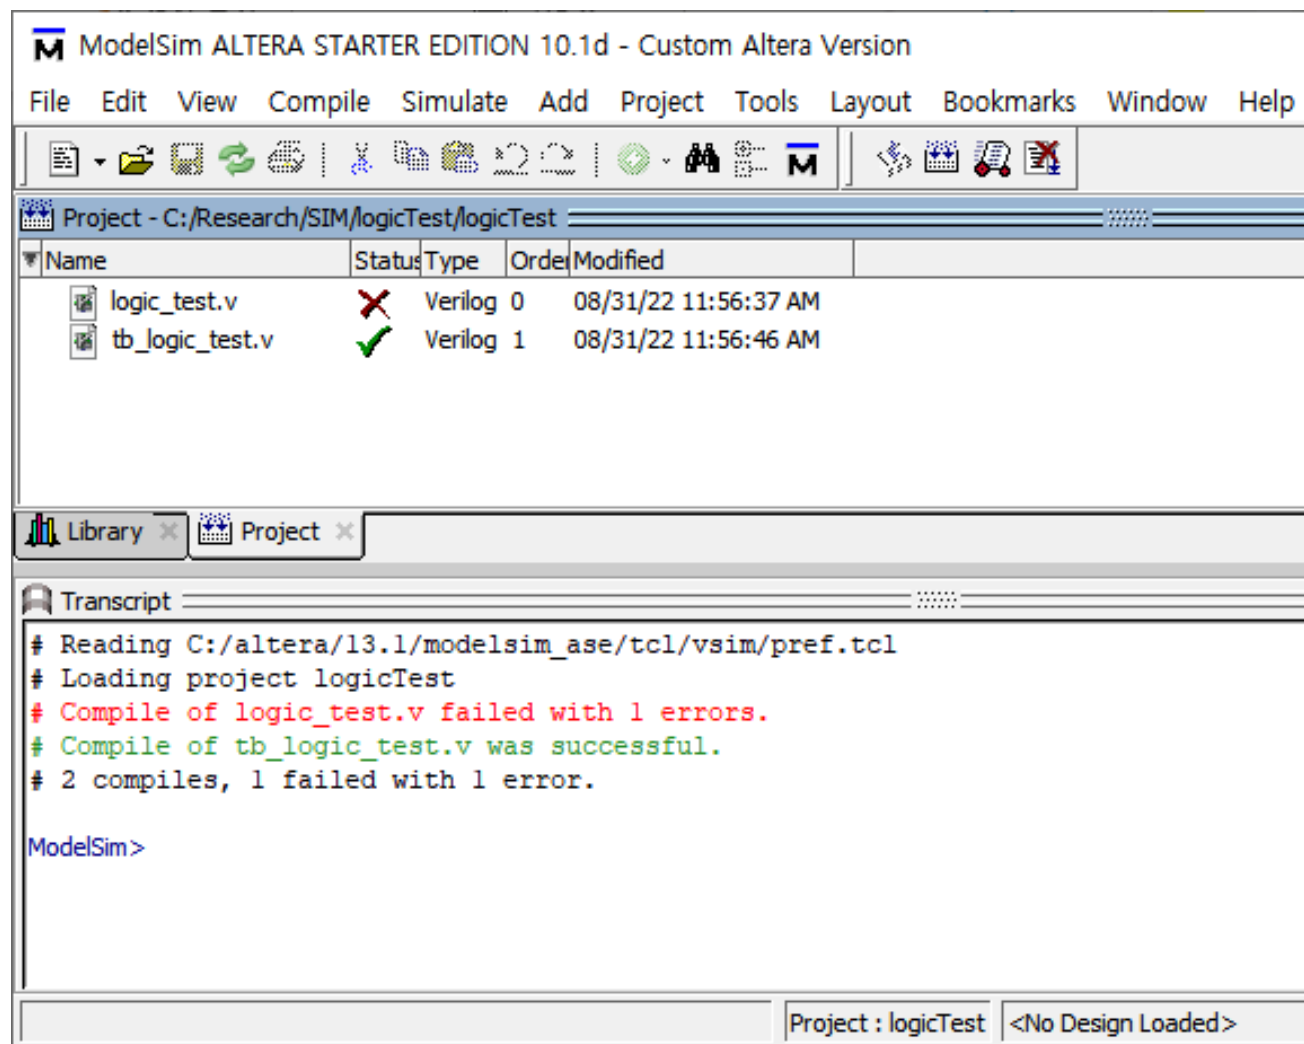 ModelSim ALTERA STARTER EDITION 10.1d - Custom Altera Version
File Edit View Compile Simulate Add Project Tools Layout Bookmarks Window Help
Project - C:/Research/SIM/logicTest/logicTest
Name Status Type Order Modified
logic_test.v Verilog 0 08/31/22 11:56:37 AM
tb_logic_test.v Verilog 1 08/31/22 11:56:46 AM
Library Project
Transcript
# Reading C:/altera/13.1/modelsim_ase/tcl/vsim/pref.tcl
# Loading project logicTest
# Compile of logic_test.v failed with 1 errors.
# Compile of tb_logic_test.v was successful.
# 2 compiles, 1 failed with 1 error.
ModelSim>
Project : logicTest <No Design Loaded>